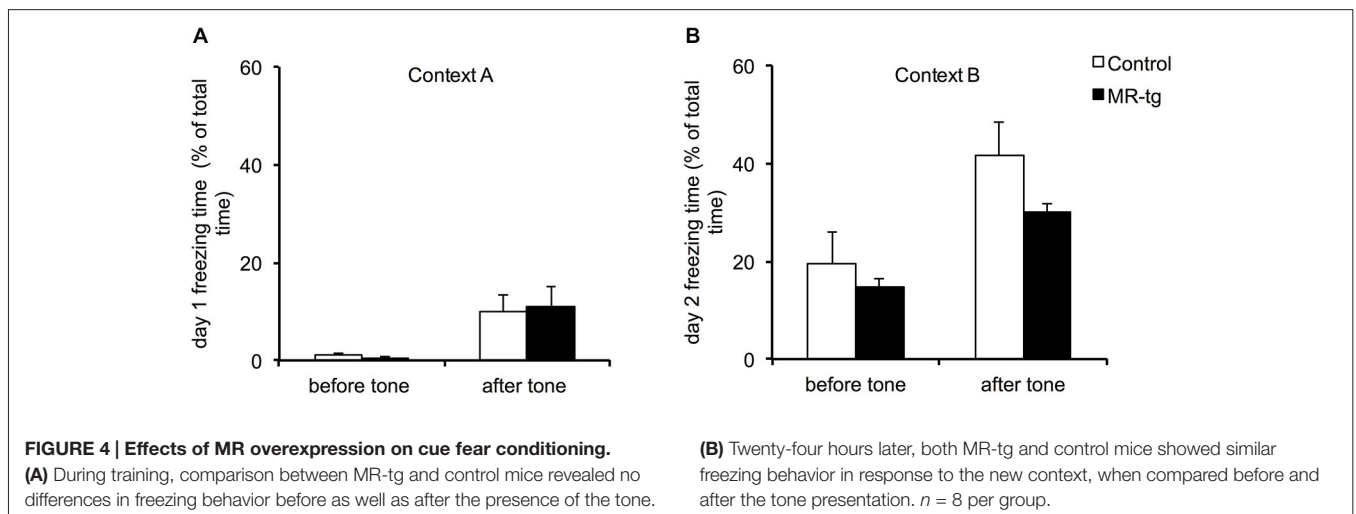 A
60
40
20
0
day 1 freezing time (% of total
time)
Context A
before tone
after tone
B
60
40
20
0
day 2 freezing time (% of total
time)
Context B
Control
MR-tg
before tone
after tone
FIGURE 4 | Effects of MR overexpression on cue fear conditioning.
(A) During training, comparison between MR-tg and control mice revealed no
differences in freezing behavior before as well as after the presence of the tone.
(B) Twenty-four hours later, both MR-tg and control mice showed similar
freezing behavior in response to the new context, when compared before and
after the tone presentation. n = 8 per group.